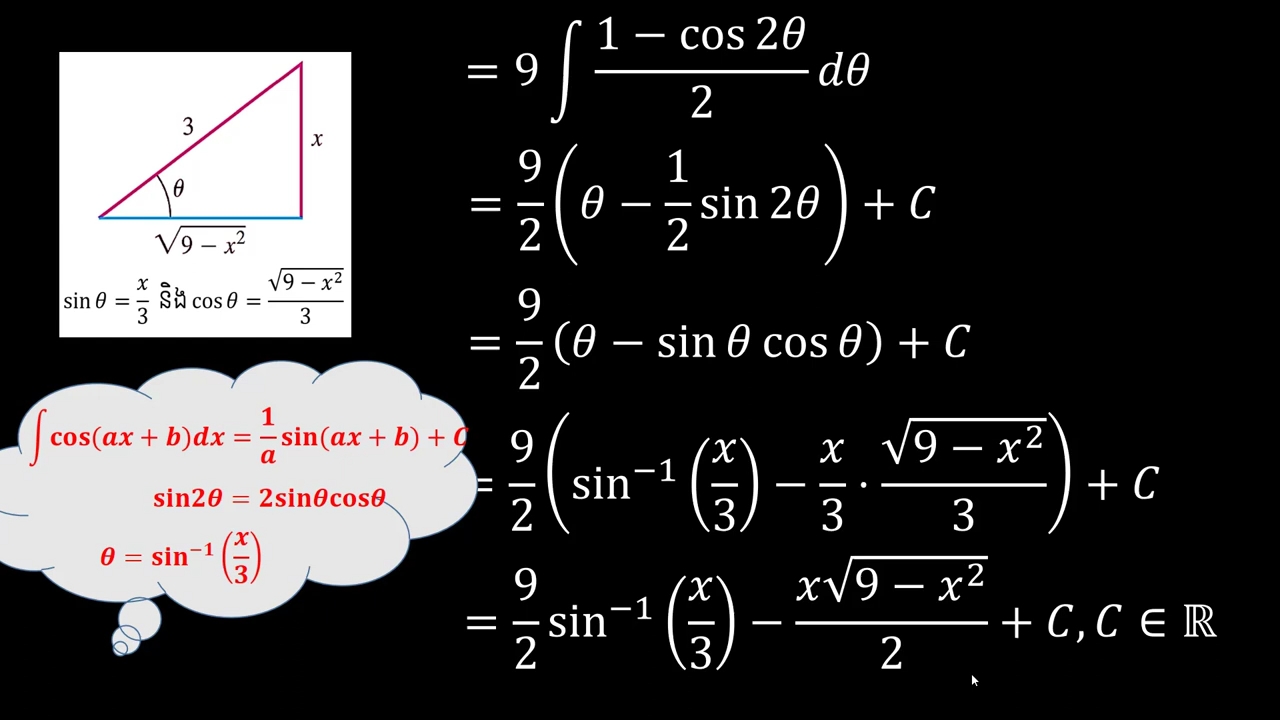 3
x
θ
√(9 − x²)
sin θ = x/3 និង cos θ = √(9 − x²)/3
∫ cos(ax + b)dx = 1/a sin(ax + b) + C
sin2θ = 2sinθcosθ
θ = sin⁻¹(x/3)
= 9 ∫ (1 − cos 2θ)/2 dθ
= 9/2 (θ − 1/2 sin 2θ) + C
= 9/2 (θ − sin θ cos θ) + C
= 9/2 (sin⁻¹(x/3) − x/3 · √(9 − x²)/3) + C
= 9/2 sin⁻¹(x/3) − x√(9 − x²)/2 + C, C ∈ ℝ